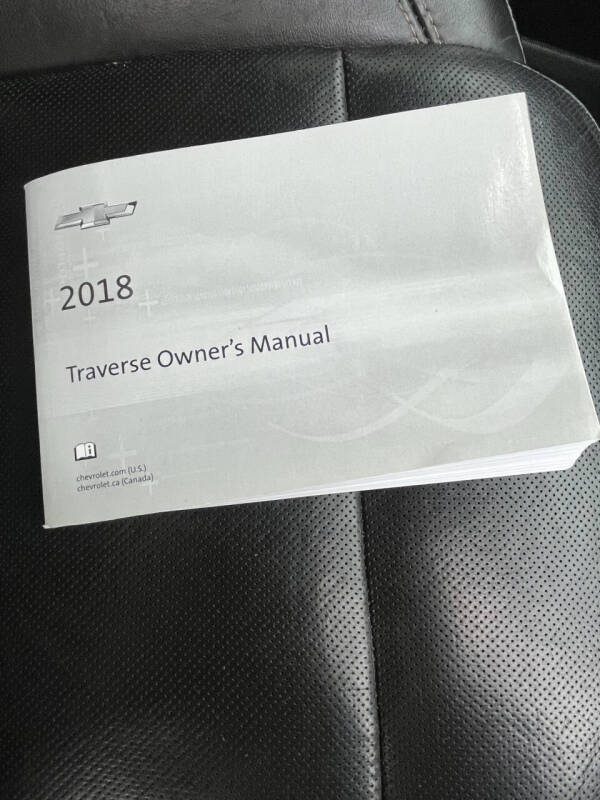 2018
Traverse Owner's Manual
chevrolet.com (U.S.)
chevrolet.ca (Canada)